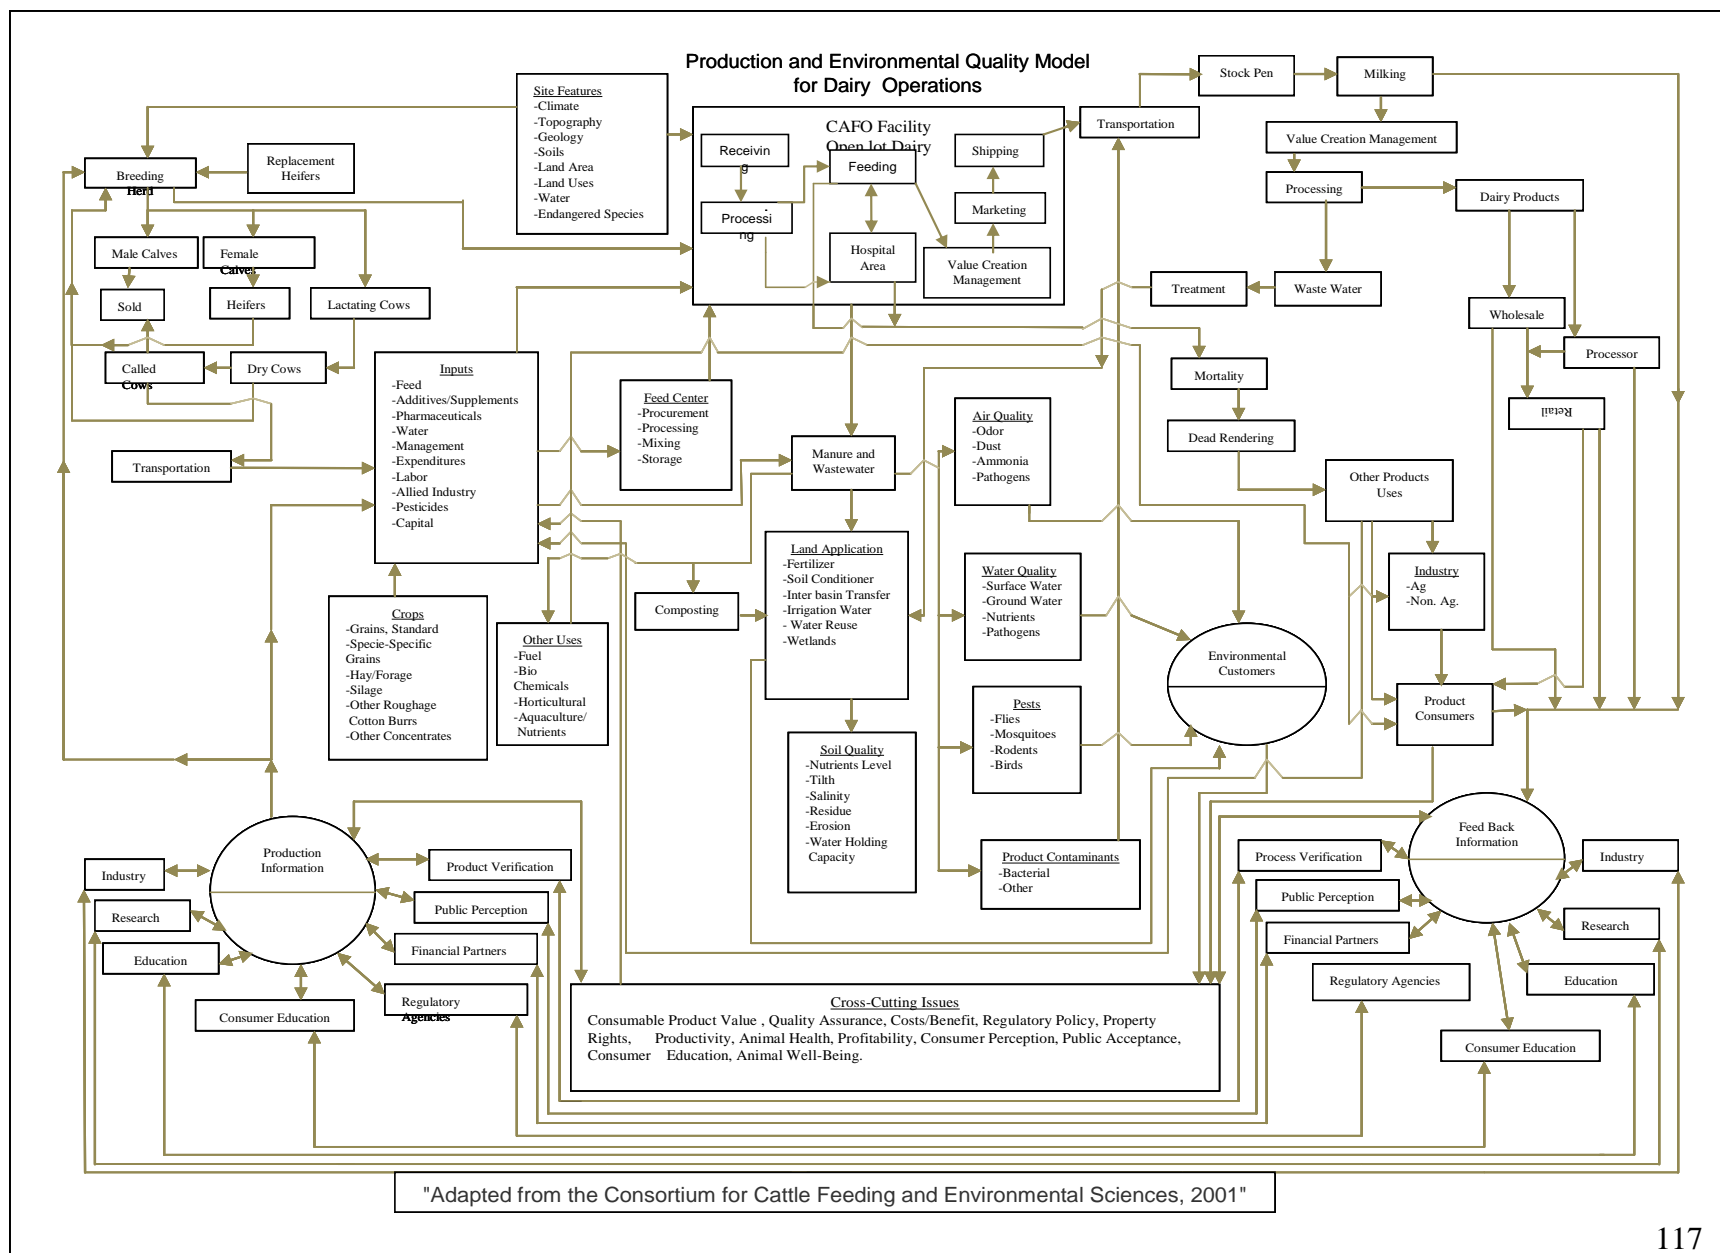 Production and Environmental Quality Model
for Dairy Operations
Site Features
-Climate
-Topography
-Geology
-Soils
-Land Area
-Land Uses
-Water
-Endangered Species
CAFO Facility
Open lot Dairy
Receivin
g
Processi
ng
Feeding
Hospital
Area
Shipping
Marketing
Value Creation
Management
Transportation
Stock Pen
Milking
Value Creation Management
Processing
Dairy Products
Treatment
Waste Water
Wholesale
Processor
Retail
Mortality
Dead Rendering
Other Products
Uses
Industry
-Ag
-Non. Ag.
Product
Consumers
Breeding
Herd
Replacement
Heifers
Male Calves
Female
Calves
Sold
Heifers
Lactating Cows
Called
Cows
Dry Cows
Transportation
Inputs
-Feed
-Additives/Supplements
-Pharmaceuticals
-Water
-Management
-Expenditures
-Labor
-Allied Industry
-Pesticides
-Capital
Feed Center
-Procurement
-Processing
-Mixing
-Storage
Manure and
Wastewater
Air Quality
-Odor
-Dust
-Ammonia
-Pathogens
Crops
-Grains, Standard
-Specie-Specific
Grains
-Hay/Forage
-Silage
-Other Roughage
Cotton Burrs
-Other Concentrates
Other Uses
-Fuel
-Bio
Chemicals
-Horticultural
-Aquaculture/
Nutrients
Composting
Land Application
-Fertilizer
-Soil Conditioner
-Inter basin Transfer
-Irrigation Water
- Water Reuse
-Wetlands
Water Quality
-Surface Water
-Ground Water
-Nutrients
-Pathogens
Environmental
Customers
Pests
-Flies
-Mosquitoes
-Rodents
-Birds
Soil Quality
-Nutrients Level
-Tilth
-Salinity
-Residue
-Erosion
-Water Holding
Capacity
Product Contaminants
-Bacterial
-Other
Production
Information
Industry
Research
Education
Consumer Education
Product Verification
Public Perception
Financial Partners
Regulatory
Agencies
Feed Back
Information
Process Verification
Public Perception
Financial Partners
Regulatory Agencies
Industry
Research
Education
Consumer Education
Cross-Cutting Issues
Consumable Product Value , Quality Assurance, Costs/Benefit, Regulatory Policy, Property
Rights, Productivity, Animal Health, Profitability, Consumer Perception, Public Acceptance,
Consumer Education, Animal Well-Being.
"Adapted from the Consortium for Cattle Feeding and Environmental Sciences, 2001"
117